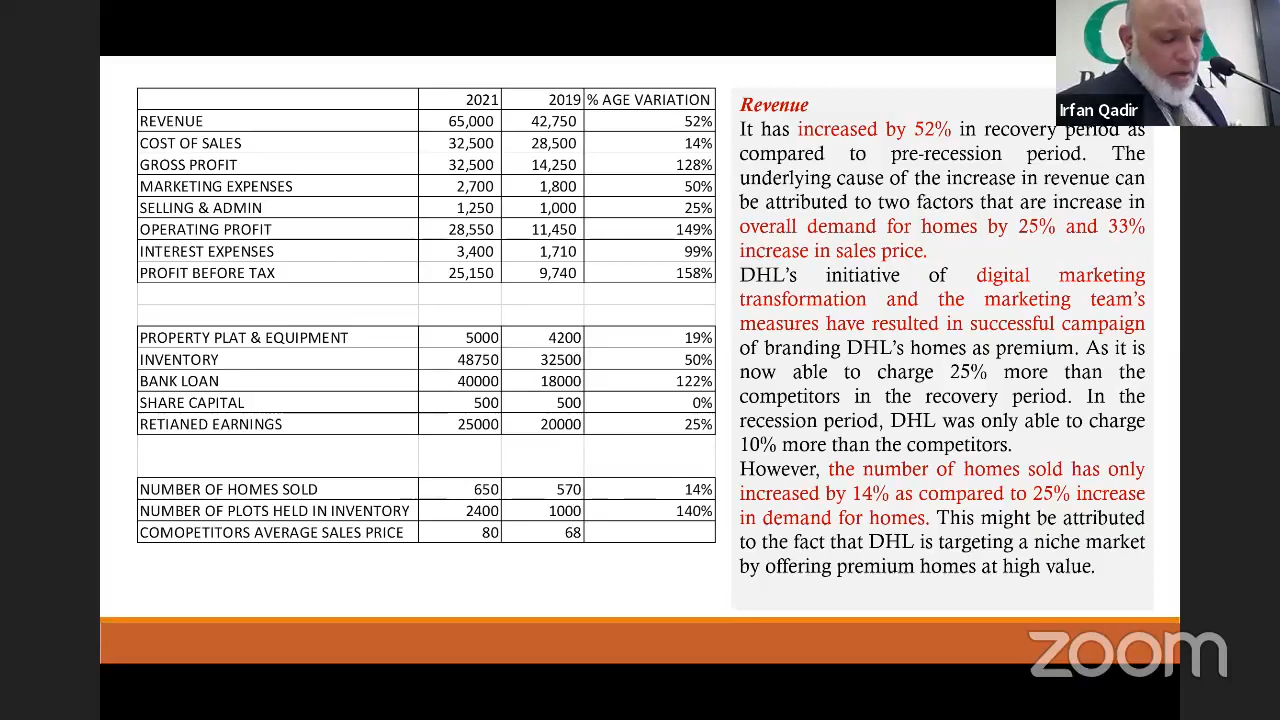 2021 2019 % AGE VARIATION
REVENUE 65,000 42,750 52%
COST OF SALES 32,500 28,500 14%
GROSS PROFIT 32,500 14,250 128%
MARKETING EXPENSES 2,700 1,800 50%
SELLING & ADMIN 1,250 1,000 25%
OPERATING PROFIT 28,550 11,450 149%
INTEREST EXPENSES 3,400 1,710 99%
PROFIT BEFORE TAX 25,150 9,740 158%
PROPERTY PLAT & EQUIPMENT 5000 4200 19%
INVENTORY 48750 32500 50%
BANK LOAN 40000 18000 122%
SHARE CAPITAL 500 500 0%
RETIANED EARNINGS 25000 20000 25%
NUMBER OF HOMES SOLD 650 570 14%
NUMBER OF PLOTS HELD IN INVENTORY 2400 1000 140%
COMOPETITORS AVERAGE SALES PRICE 80 68
Revenue
It has increased by 52% in recovery period as
compared to pre-recession period. The
underlying cause of the increase in revenue can
be attributed to two factors that are increase in
overall demand for homes by 25% and 33%
increase in sales price.
DHL's initiative of digital marketing
transformation and the marketing team's
measures have resulted in successful campaign
of branding DHL's homes as premium. As it is
now able to charge 25% more than the
competitors in the recovery period. In the
recession period, DHL was only able to charge
10% more than the competitors.
However, the number of homes sold has only
increased by 14% as compared to 25% increase
in demand for homes. This might be attributed
to the fact that DHL is targeting a niche market
by offering premium homes at high value.
Irfan Qadir
zoom